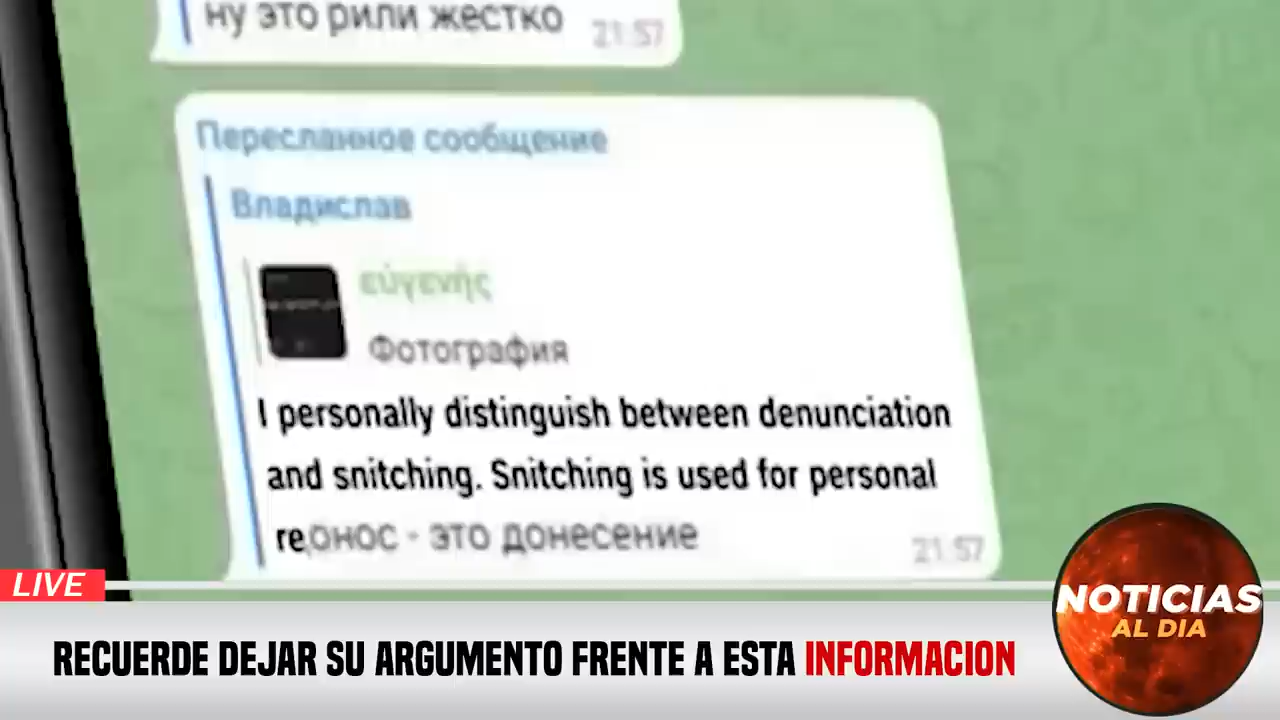 ну это рили жестко
21:57
Пересланное сообщение
Владислав
εὐγενής
Фотография
I personally distinguish between denunciation
and snitching. Snitching is used for personal
re онос - это донесение
21:57
LIVE
NOTICIAS
AL DIA
RECUERDE DEJAR SU ARGUMENTO FRENTE A ESTA INFORMACION